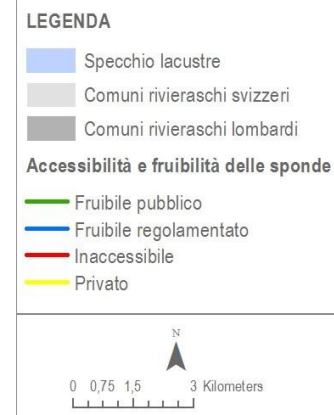 LEGENDA
Specchio lacustre
Comuni rivieraschi svizzeri
Comuni rivieraschi lombardi
Accessibilità e fruibilità delle sponde
Fruibile pubblico
Fruibile regolamentato
Inaccessibile
Privato
N
0 0,75 1,5 3 Kilometers